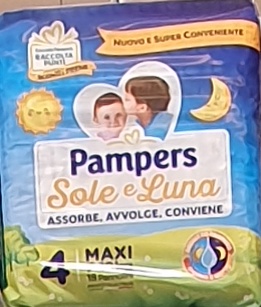 RACCOLTA
PUNTI
NUOVO E SUPER CONVENIENTE
Pampers
Sole e Luna
ASSORBE, AVVOLGE, CONVIENE
4 MAXI